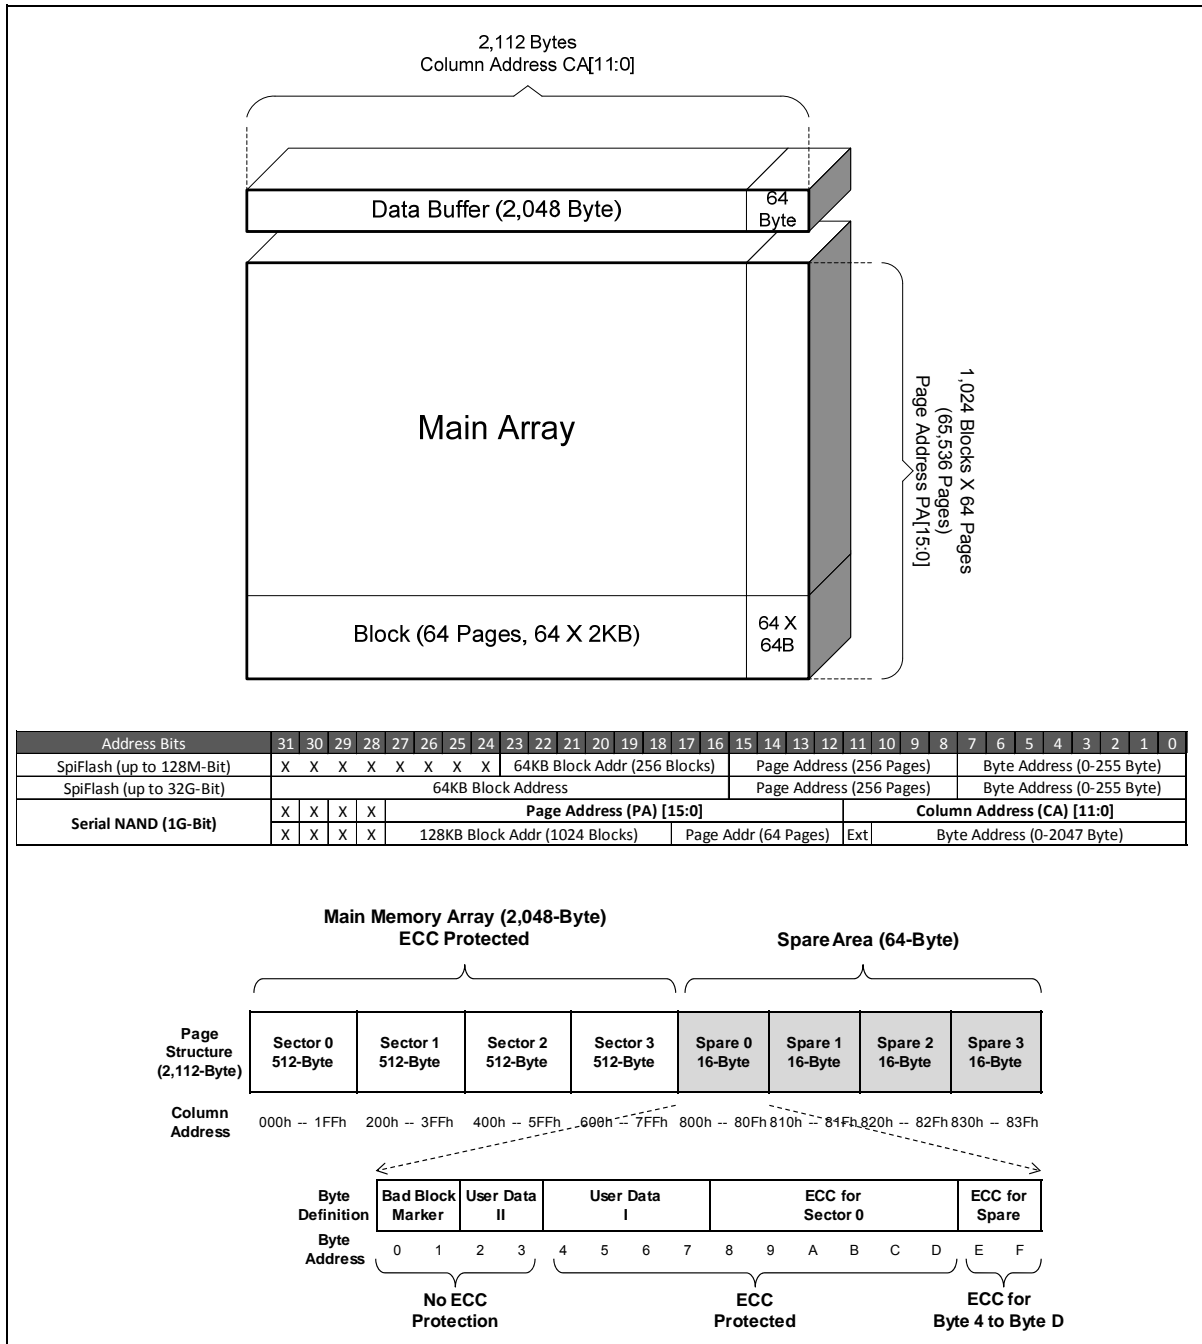 2,112 Bytes
Column Address CA[11:0]
Data Buffer (2,048 Byte)
64
Byte
Main Array
1,024 Blocks X 64 Pages
(65,536 Pages)
Page Address PA[15:0]
Block (64 Pages, 64 X 2KB)
64 X
64B
Address Bits 31 30 29 28 27 26 25 24 23 22 21 20 19 18 17 16 15 14 13 12 11 10 9 8 7 6 5 4 3 2 1 0
SpiFlash (up to 128M-Bit) X X X X X X X X 64KB Block Addr (256 Blocks) Page Address (256 Pages) Byte Address (0-255 Byte)
SpiFlash (up to 32G-Bit) 64KB Block Address Page Address (256 Pages) Byte Address (0-255 Byte)
Serial NAND (1G-Bit) X X X X Page Address (PA) [15:0] Column Address (CA) [11:0]
X X X X 128KB Block Addr (1024 Blocks) Page Addr (64 Pages) Ext Byte Address (0-2047 Byte)
Main Memory Array (2,048-Byte)
ECC Protected
Spare Area (64-Byte)
Page
Structure
(2,112-Byte)
Sector 0
512-Byte
Sector 1
512-Byte
Sector 2
512-Byte
Sector 3
512-Byte
Spare 0
16-Byte
Spare 1
16-Byte
Spare 2
16-Byte
Spare 3
16-Byte
Column
Address
000h -- 1FFh 200h -- 3FFh 400h -- 5FFh 600h -- 7FFh 800h -- 80Fh 810h -- 81Fh 820h -- 82Fh 830h -- 83Fh
Byte
Definition
Bad Block
Marker
User Data
II
User Data
I
ECC for
Sector 0
ECC for
Spare
Byte
Address
0 1 2 3 4 5 6 7 8 9 A B C D E F
No ECC
Protection
ECC
Protected
ECC for
Byte 4 to Byte D